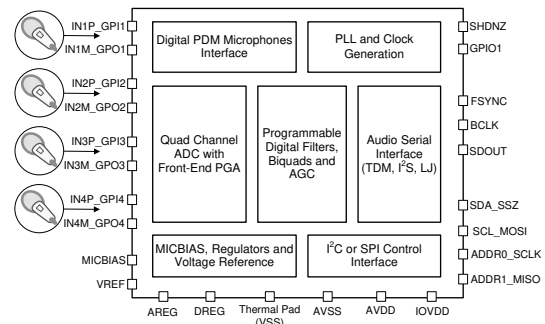 IN1P_GPI1
IN1M_GPO1
IN2P_GPI2
IN2M_GPO2
IN3P_GPI3
IN3M_GPO3
IN4P_GPI4
IN4M_GPO4
MICBIAS
VREF
Digital PDM Microphones
Interface
PLL and Clock
Generation
Quad Channel
ADC with
Front-End PGA
Programmable
Digital Filters,
Biquads and
AGC
Audio Serial
Interface
(TDM, I²S, LJ)
MICBIAS, Regulators and
Voltage Reference
I²C or SPI Control
Interface
SHDNZ
GPIO1
FSYNC
BCLK
SDOUT
SDA_SSZ
SCL_MOSI
ADDR0_SCLK
ADDR1_MISO
AREG
DREG
Thermal Pad
(VSS)
AVSS
AVDD
IOVDD